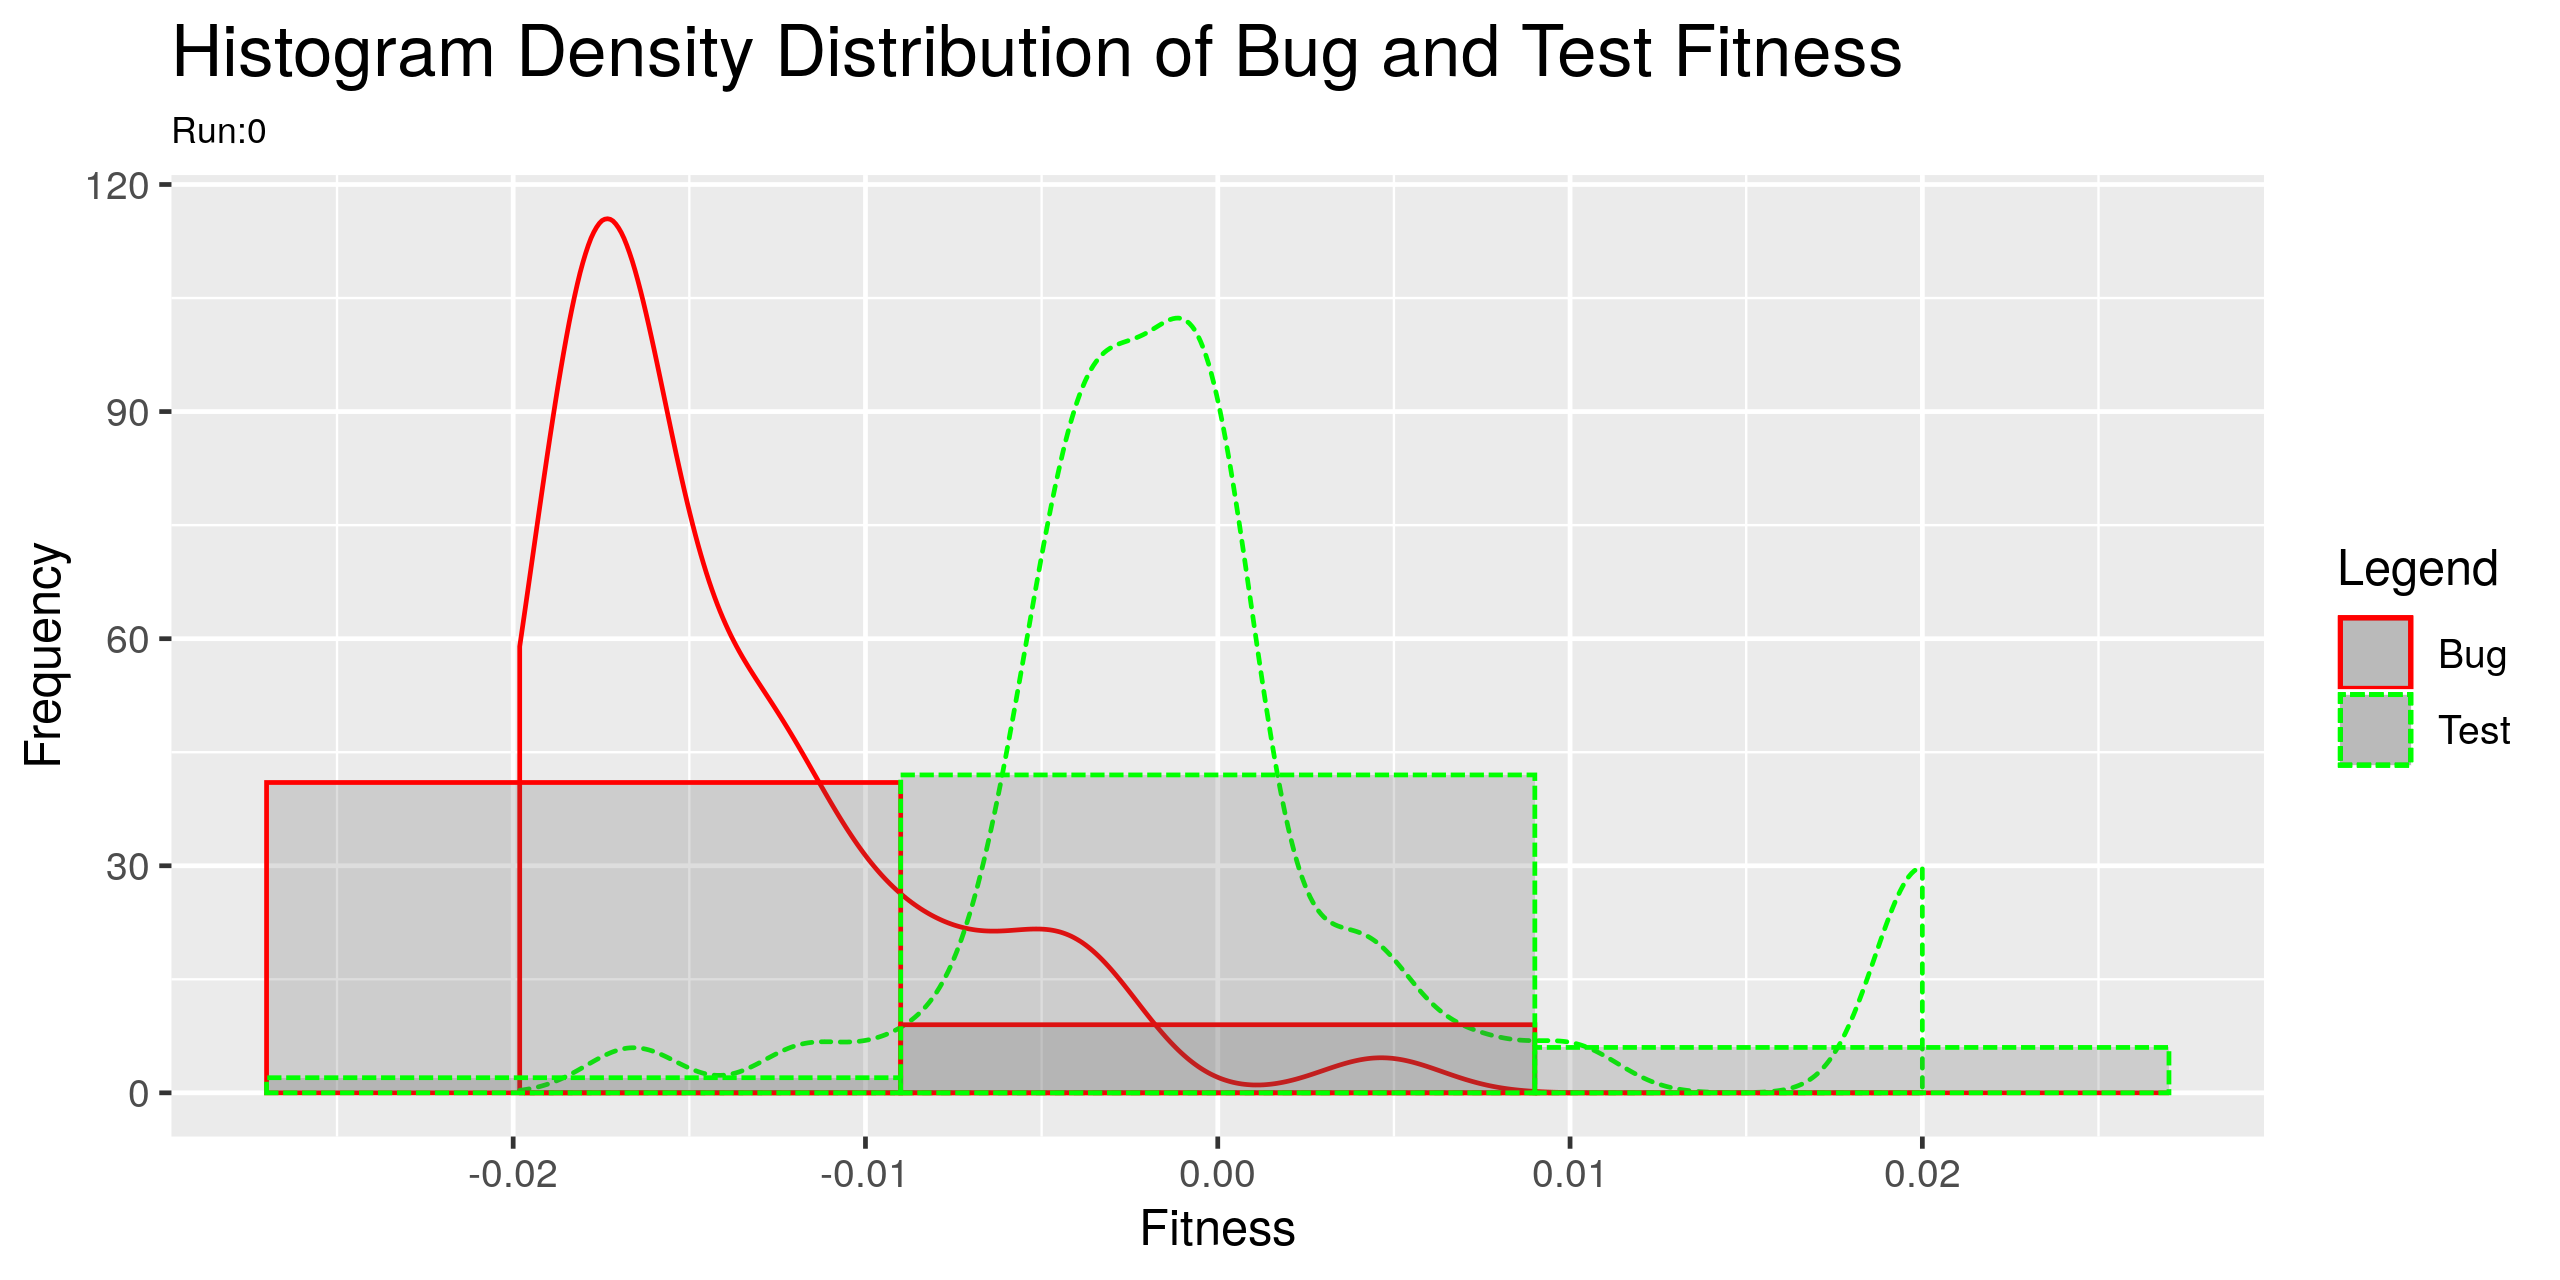 Histogram Density Distribution of Bug and Test Fitness
Run:0
120
90
60
30
0
Frequency
-0.02
-0.01
0.00
0.01
0.02
Fitness
Legend
Bug
Test